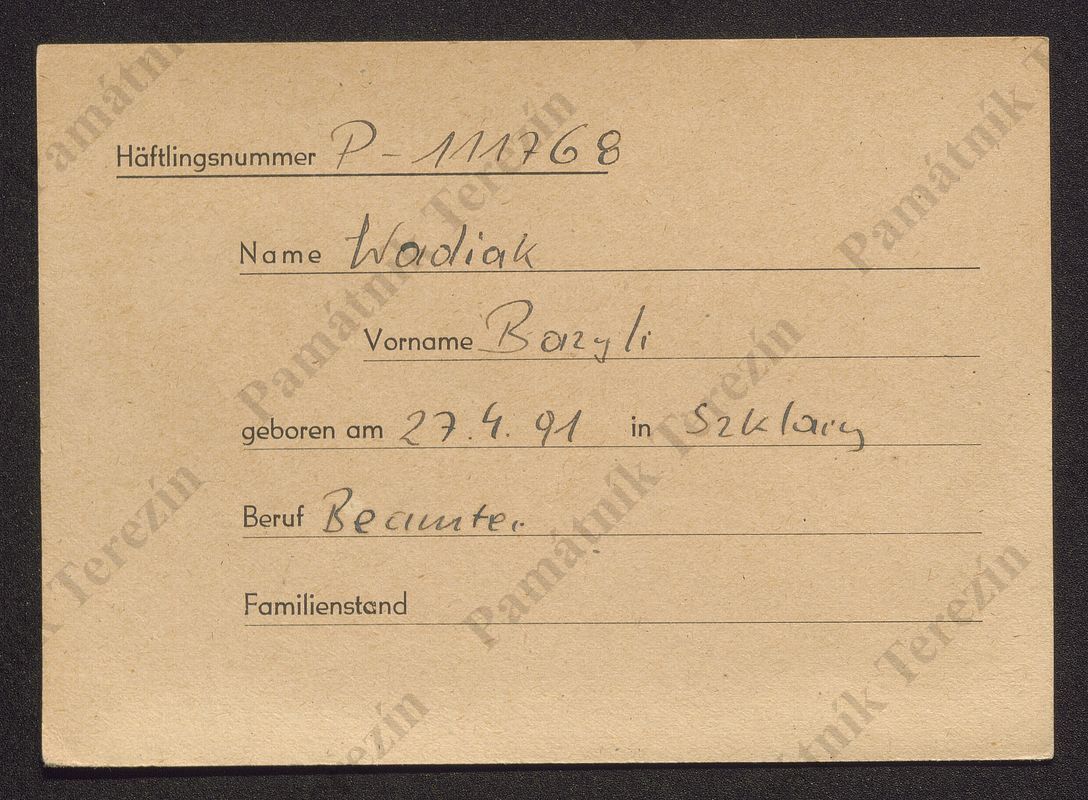 Häftlingsnummer P-111768
Name Wadiak
Vorname Bazyli
geboren am 27.4.91 in Szklary
Beruf Beamter
Familienstand
Památník Terezín